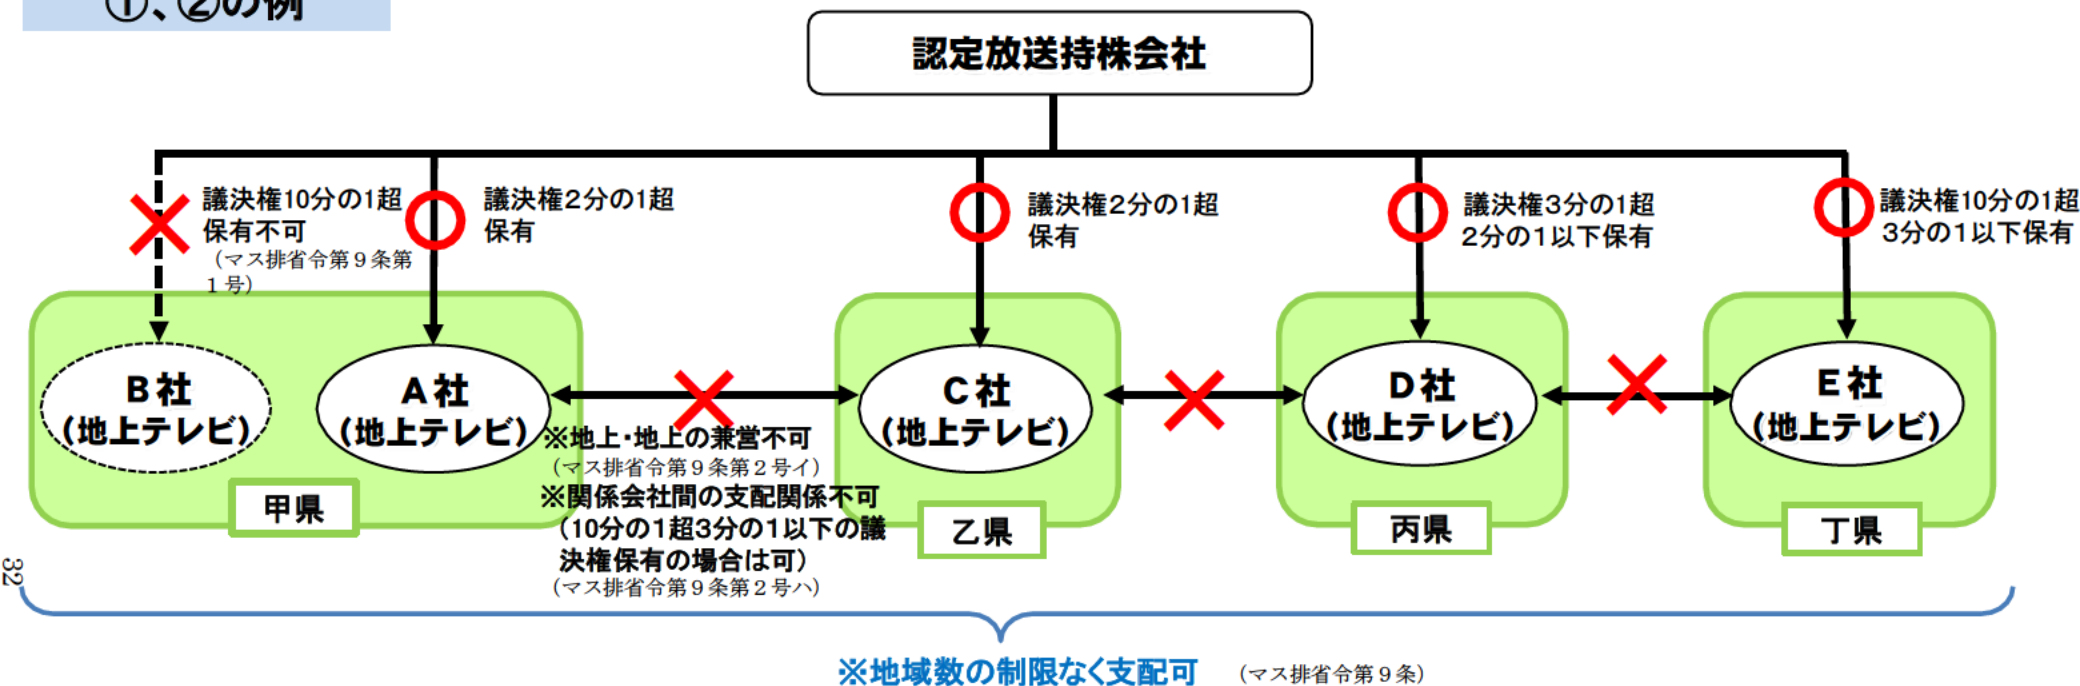 ①、②の例
認定放送持株会社
議決権10分の1超
保有不可
（マス排省令第９条第
１号）
議決権２分の1超
保有
議決権２分の1超
保有
議決権３分の１超
２分の１以下保有
議決権10分の1超
３分の１以下保有
Ｂ社
（地上テレビ）
Ａ社
（地上テレビ）
Ｃ社
（地上テレビ）
Ｄ社
（地上テレビ）
Ｅ社
（地上テレビ）
※地上・地上の兼営不可
（マス排省令第９条第２号イ）
※関係会社間の支配関係不可
（10分の１超３分の１以下の議
決権保有の場合は可）
（マス排省令第９条第２号ハ）
甲県
乙県
丙県
丁県
32
※地域数の制限なく支配可　（マス排省令第９条）